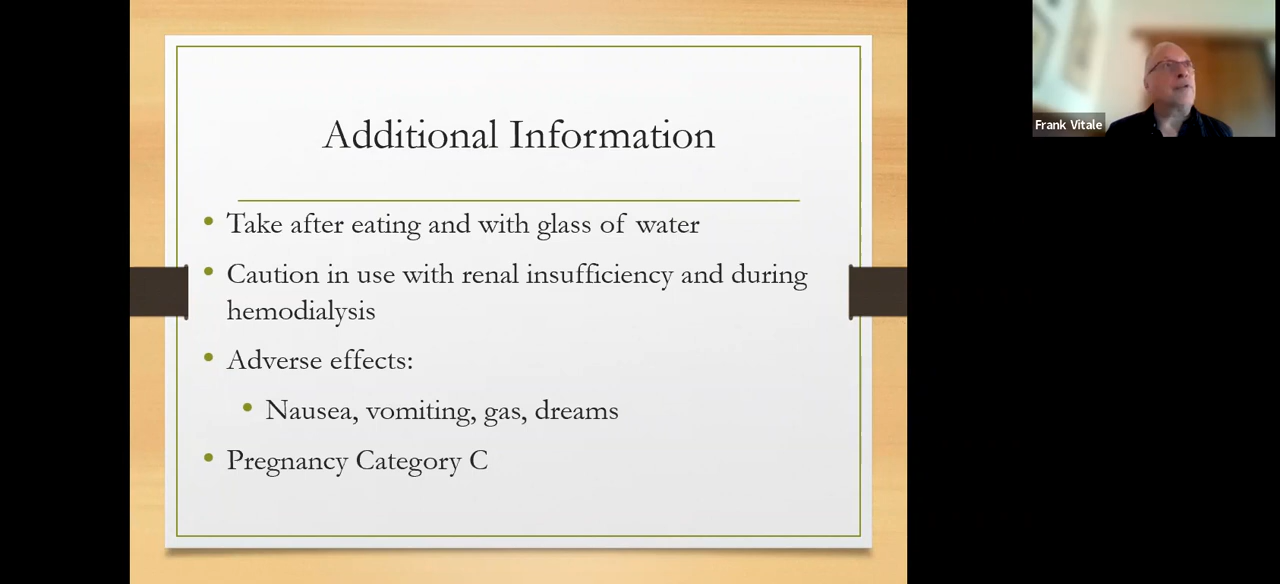 Additional Information
• Take after eating and with glass of water
• Caution in use with renal insufficiency and during
hemodialysis
• Adverse effects:
• Nausea, vomiting, gas, dreams
• Pregnancy Category C
Frank Vitale